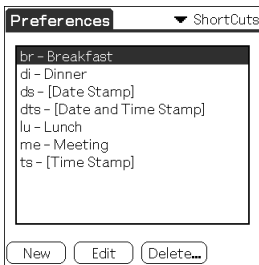 Preferences ▼ ShortCuts
br – Breakfast
di – Dinner
ds – [Date Stamp]
dts – [Date and Time Stamp]
lu – Lunch
me – Meeting
ts – [Time Stamp]
New Edit Delete...